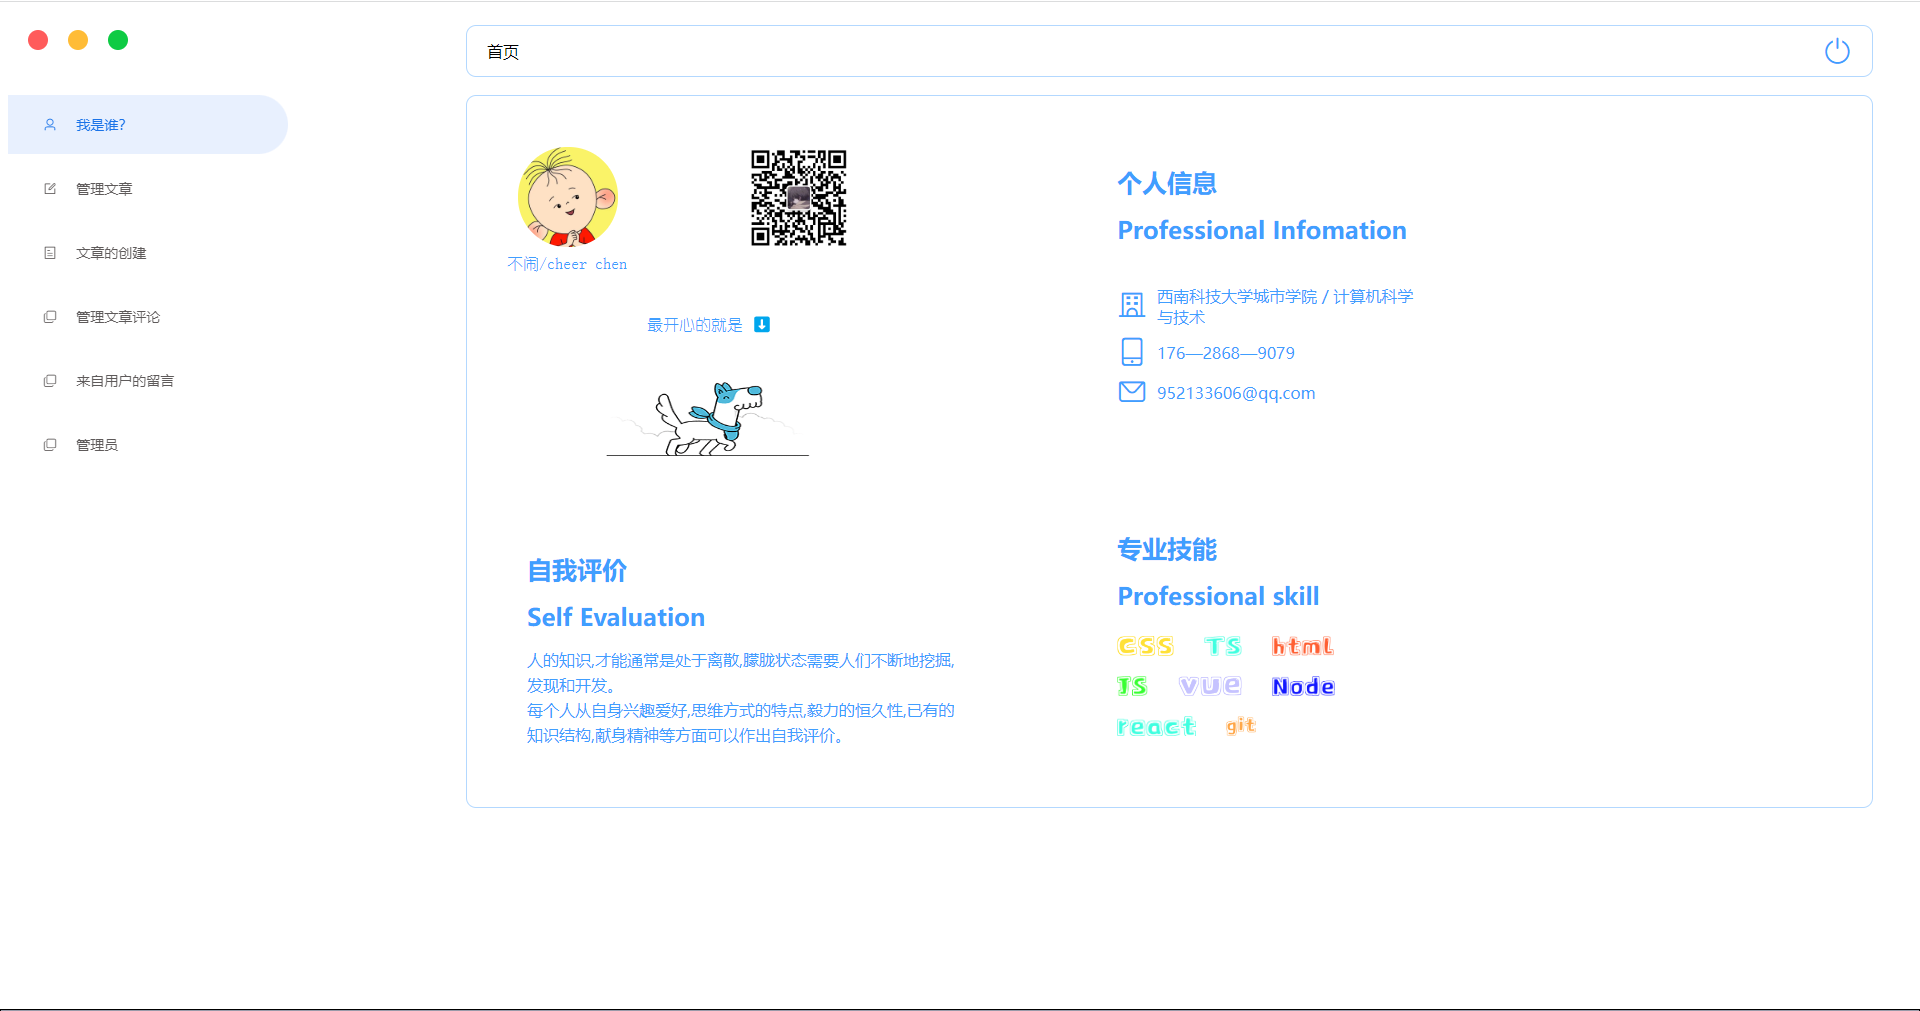 首页
我是谁?
管理文章
文章的创建
管理文章评论
来自用户的留言
管理员
不闹/cheer chen
最开心的就是
自我评价
Self Evaluation
人的知识,才能通常是处于离散,朦胧状态需要人们不断地挖掘,
发现和开发。
每个人从自身兴趣爱好,思维方式的特点,毅力的恒久性,已有的
知识结构,献身精神等方面可以作出自我评价。
个人信息
Professional Infomation
西南科技大学城市学院 / 计算机科学
与技术
176—2868—9079
952133606@qq.com
专业技能
Professional skill
CSS TS html
JS vue Node
react git